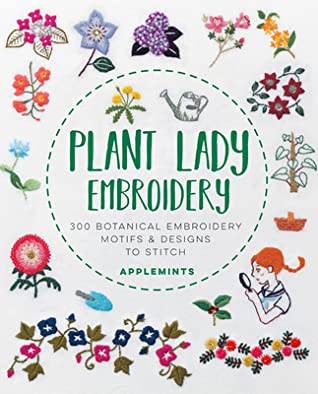 PLANT LADY
EMBROIDERY
300 BOTANICAL EMBROIDERY
MOTIFS & DESIGNS
TO STITCH
APPLEMINTS